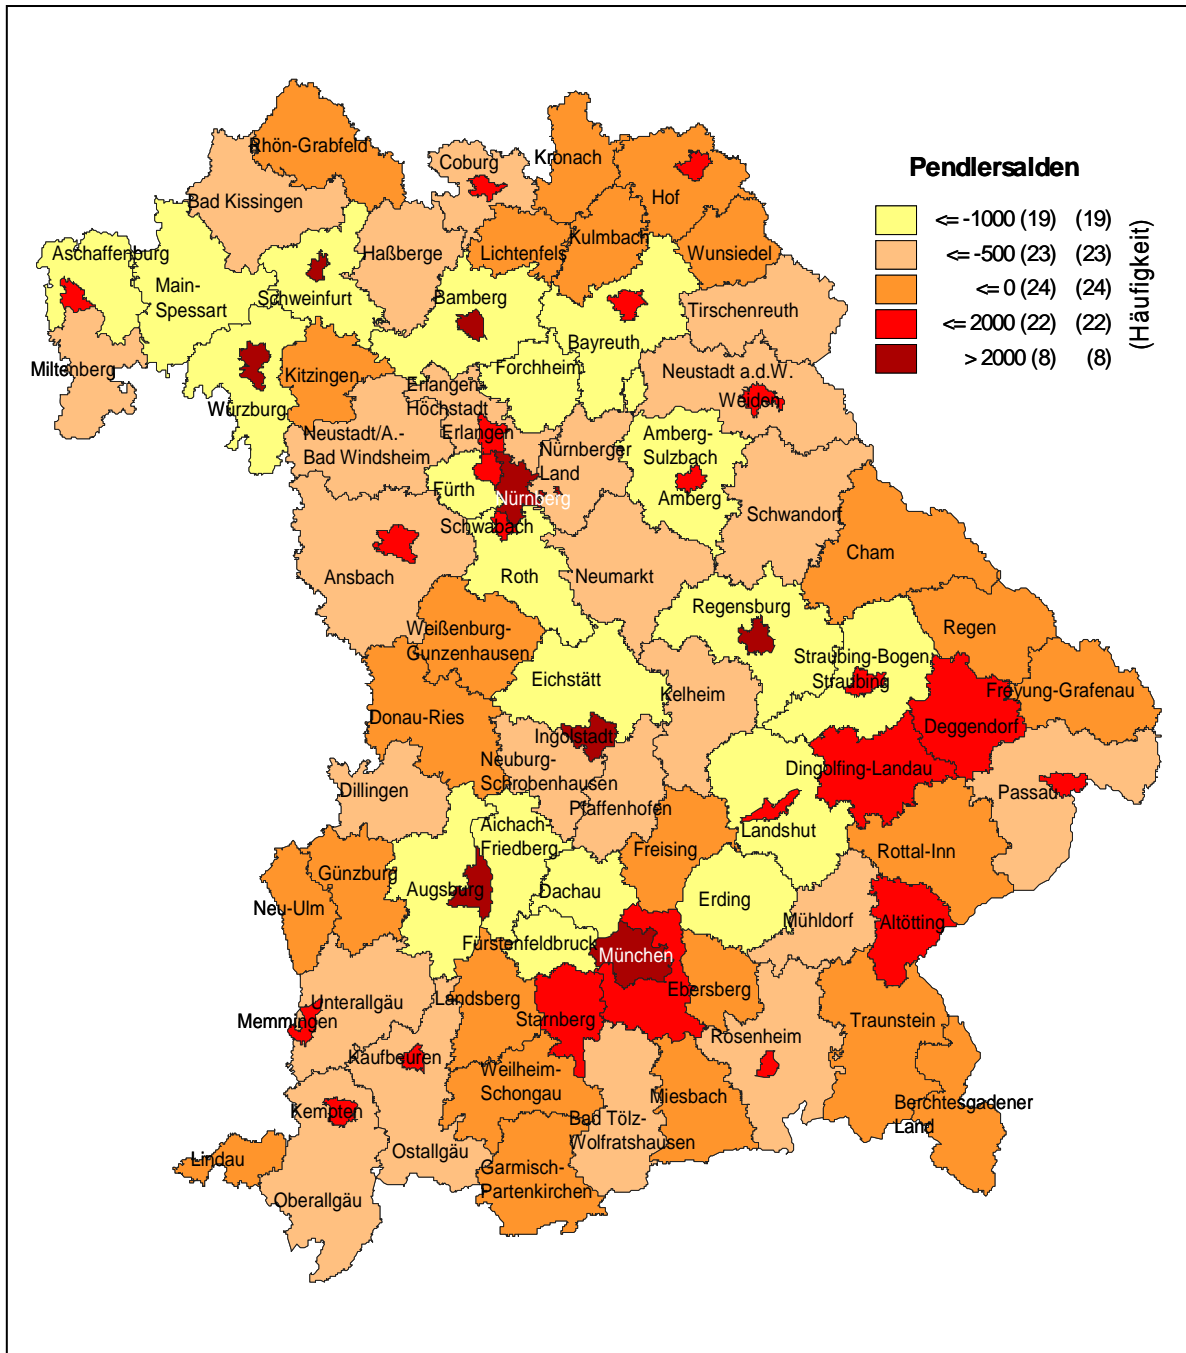 Pendlersalden
<= -1000 (19) (19)
<= -500 (23) (23)
<= 0 (24) (24)
<= 2000 (22) (22)
> 2000 (8) (8)
(Häufigkeit)
Rhön-Grabfeld
Coburg
Kronach
Hof
Bad Kissingen
Aschaffenburg
Haßberge
Lichtenfels
Kulmbach
Wunsiedel
Main-
Spessart
Schweinfurt
Bamberg
Tirschenreuth
Bayreuth
Miltenberg
Kitzingen
Forchheim
Neustadt a.d.W.
Weiden
Würzburg
Erlangen-
Höchstadt
Erlangen
Neustadt/A.-
Bad Windsheim
Nürnberger
Land
Amberg-
Sulzbach
Amberg
Fürth
Nürnberg
Schwandorf
Schwabach
Cham
Ansbach
Roth
Neumarkt
Regensburg
Regen
Weißenburg-
Gunzenhausen
Straubing-Bogen
Straubing
Eichstätt
Kelheim
Freyung-Grafenau
Deggendorf
Donau-Ries
Ingolstadt
Neuburg-
Schrobenhausen
Dingolfing-Landau
Dillingen
Passau
Pfaffenhofen
Aichach-
Friedberg
Landshut
Freising
Rottal-Inn
Günzburg
Augsburg
Dachau
Erding
Neu-Ulm
Mühldorf
Altötting
Fürstenfeldbruck
München
Ebersberg
Unterallgäu
Landsberg
Memmingen
Starnberg
Traunstein
Rosenheim
Kaufbeuren
Weilheim-
Schongau
Miesbach
Kempten
Bad Tölz-
Wolfratshausen
Berchtesgadener
Land
Lindau
Ostallgäu
Garmisch-
Partenkirchen
Oberallgäu